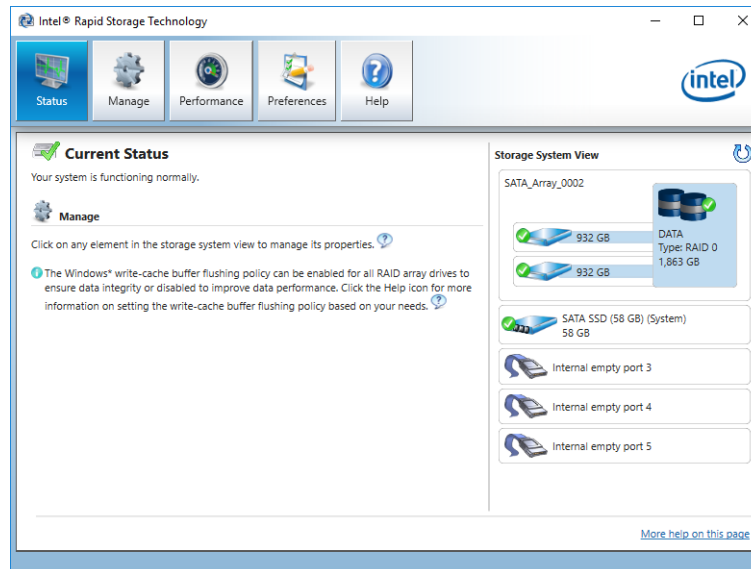 Intel® Rapid Storage Technology
Status
Manage
Performance
Preferences
Help
intel
Current Status
Your system is functioning normally.
Manage
Click on any element in the storage system view to manage its properties.
The Windows* write-cache buffer flushing policy can be enabled for all RAID array drives to
ensure data integrity or disabled to improve data performance. Click the Help icon for more
information on setting the write-cache buffer flushing policy based on your needs.
Storage System View
SATA_Array_0002
932 GB
932 GB
DATA
Type: RAID 0
1,863 GB
SATA SSD (58 GB) (System)
58 GB
Internal empty port 3
Internal empty port 4
Internal empty port 5
More help on this page